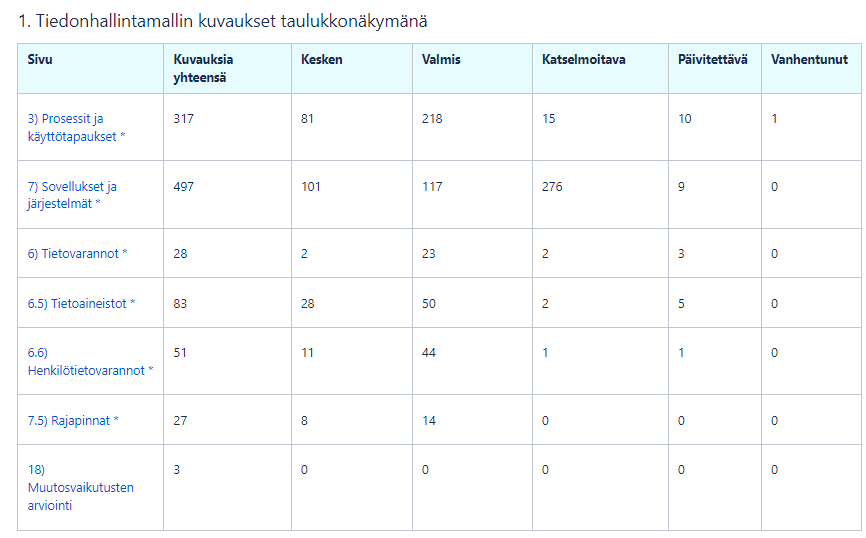 1. Tiedonhallintamallin kuvaukset taulukkonäkymänä
Sivu Kuvauksia yhteensä Kesken Valmis Katselmoitava Päivitettävä Vanhentunut
3) Prosessit ja käyttötapaukset * 317 81 218 15 10 1
7) Sovellukset ja järjestelmät * 497 101 117 276 9 0
6) Tietovarannot * 28 2 23 2 3 0
6.5) Tietoaineistot * 83 28 50 2 5 0
6.6) Henkilötietovarannot * 51 11 44 1 1 0
7.5) Rajapinnat * 27 8 14 0 0 0
18) Muutosvaikutusten arviointi 3 0 0 0 0 0